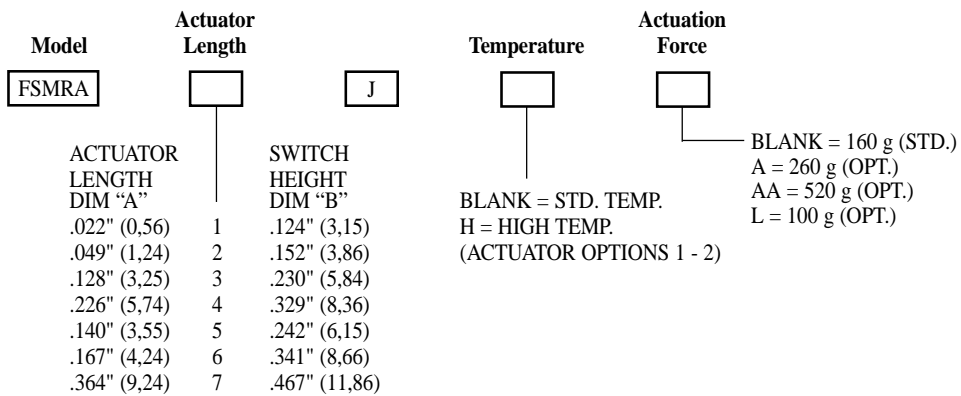 Model
Actuator
Length
Temperature
Actuation
Force
FSMRA
J
ACTUATOR
LENGTH
DIM “A”
SWITCH
HEIGHT
DIM “B”
.022" (0,56) 1 .124" (3,15)
.049" (1,24) 2 .152" (3,86)
.128" (3,25) 3 .230" (5,84)
.226" (5,74) 4 .329" (8,36)
.140" (3,55) 5 .242" (6,15)
.167" (4,24) 6 .341" (8,66)
.364" (9,24) 7 .467" (11,86)
BLANK = STD. TEMP.
H = HIGH TEMP.
(ACTUATOR OPTIONS 1 - 2)
BLANK = 160 g (STD.)
A = 260 g (OPT.)
AA = 520 g (OPT.)
L = 100 g (OPT.)